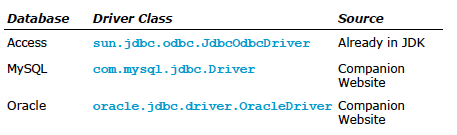 Database Driver Class Source
Access sun.jdbc.odbc.JdbcOdbcDriver Already in JDK
MySQL com.mysql.jdbc.Driver Companion
Website
Oracle oracle.jdbc.driver.OracleDriver Companion
Website